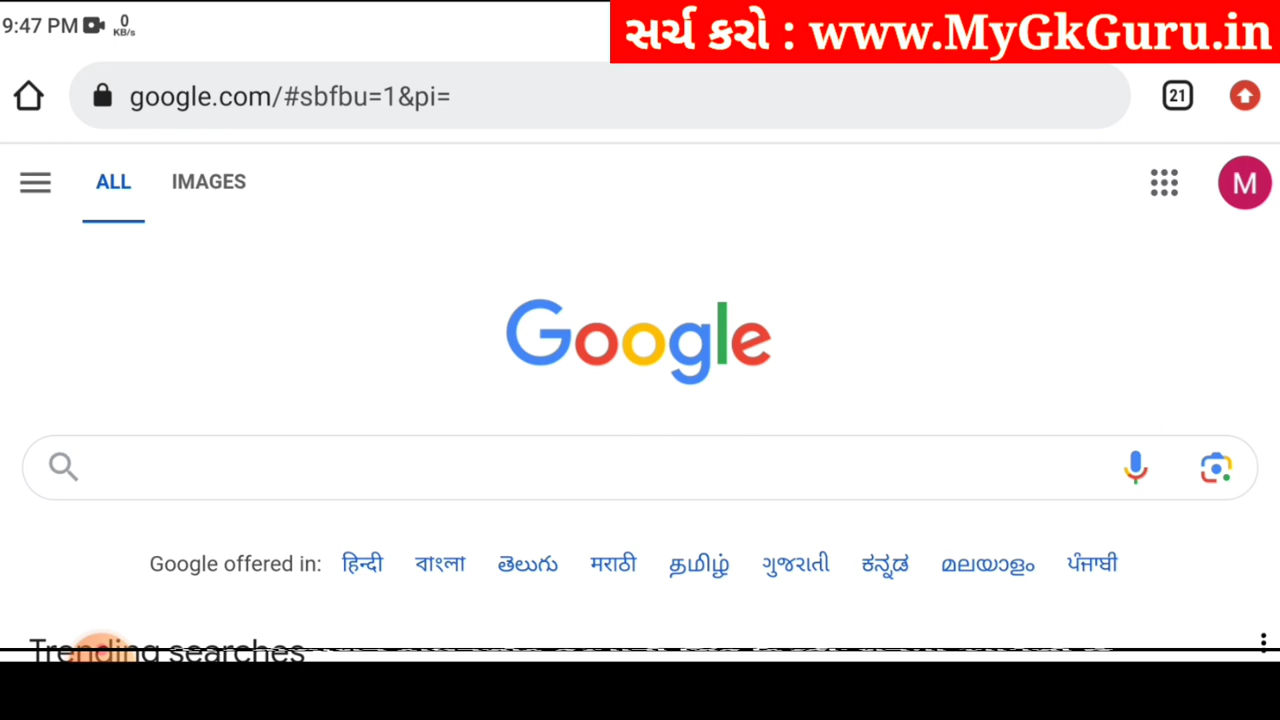 9:47 PM 0 KB/s
સર્ચ કરો : www.MyGkGuru.in
google.com/#sbfbu=1&pi=
21
ALL IMAGES
M
Google
Google offered in: हिन्दी বাংলা తెలుగు मराठी தமிழ் ગુજરાતી ಕನ್ನಡ മലയാളം ਪੰਜਾਬੀ
Trending searches